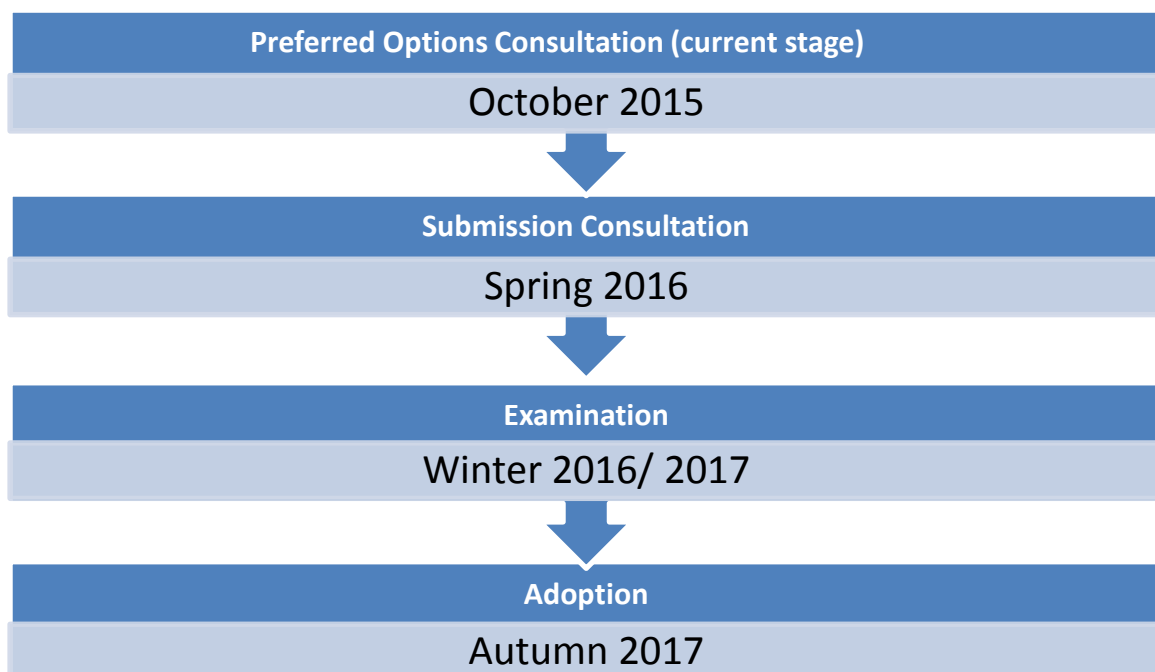 Preferred Options Consultation (current stage)
October 2015
Submission Consultation
Spring 2016
Examination
Winter 2016/ 2017
Adoption
Autumn 2017